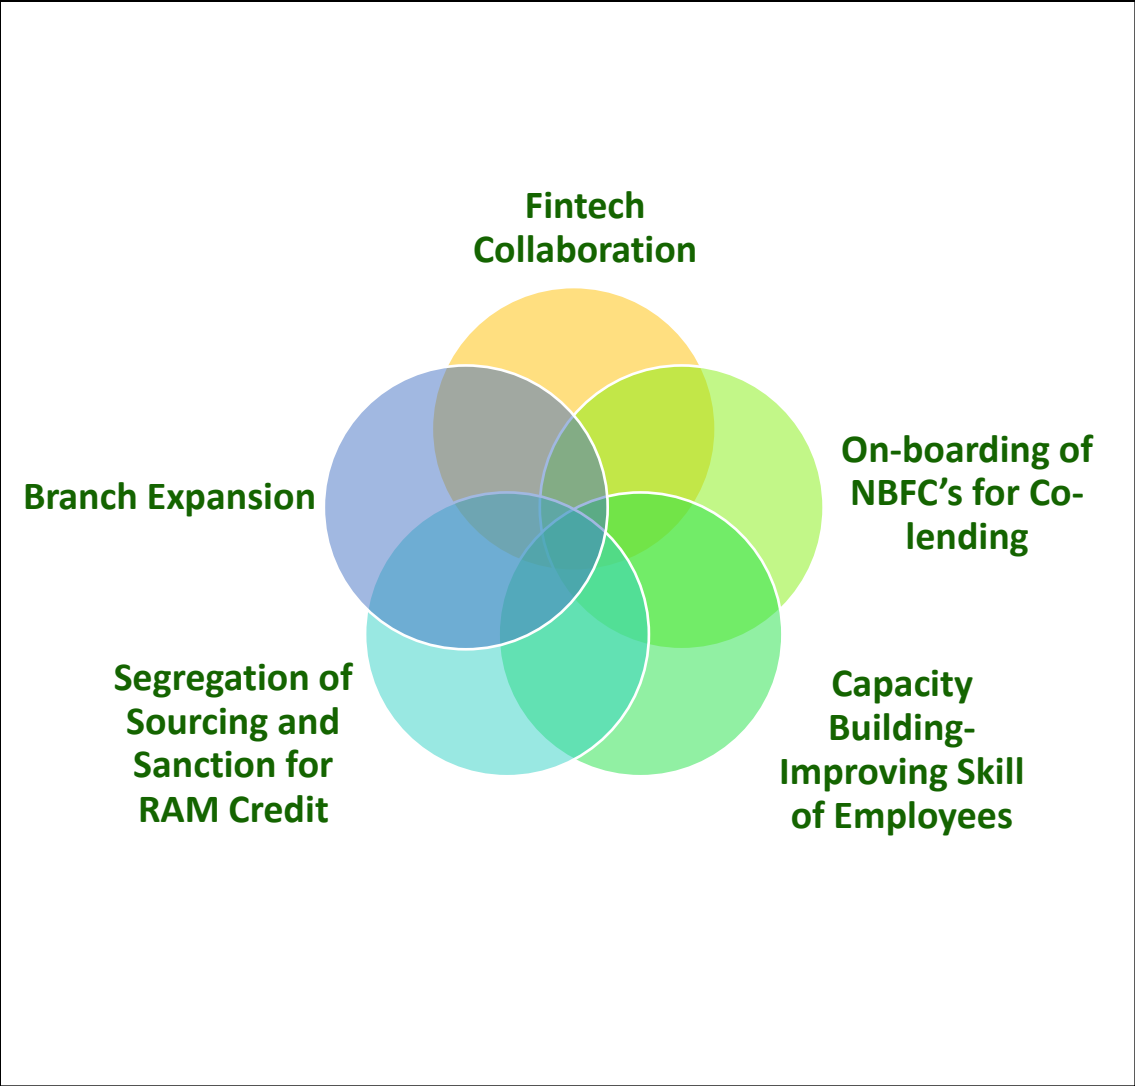 Fintech
Collaboration
On-boarding of
NBFC’s for Co-
lending
Capacity
Building-
Improving Skill
of Employees
Segregation of
Sourcing and
Sanction for
RAM Credit
Branch Expansion